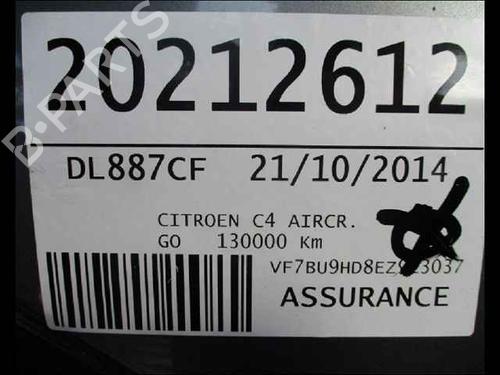 20212612
B-PARTS
DL887CF 21/10/2014
CITROEN C4 AIRCR.
GO 130000 Km
ASSURANCE